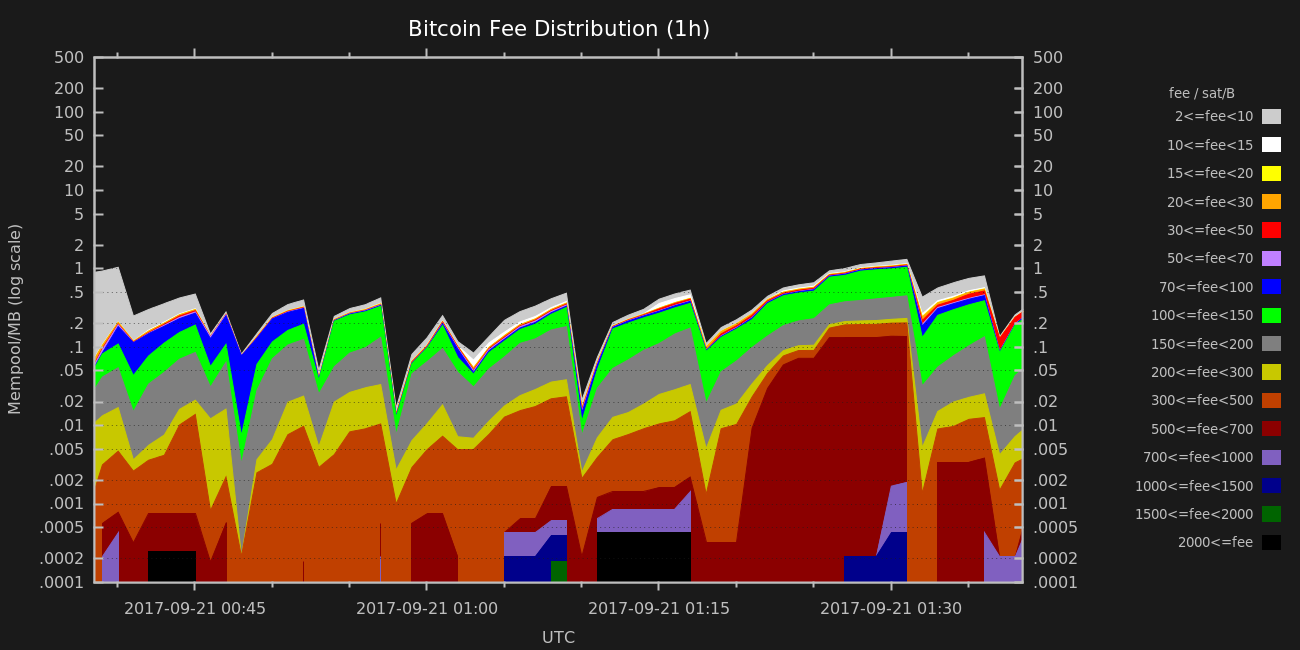 Bitcoin Fee Distribution (1h)
Mempool/MB (log scale)
500
200
100
50
20
10
5
2
1
.5
.2
.1
.05
.02
.01
.005
.002
.001
.0005
.0002
.0001
500
200
100
50
20
10
5
2
1
.5
.2
.1
.05
.02
.01
.005
.002
.001
.0005
.0002
.0001
2017-09-21 00:45
2017-09-21 01:00
2017-09-21 01:15
2017-09-21 01:30
UTC
fee / sat/B
2<=fee<10
10<=fee<15
15<=fee<20
20<=fee<30
30<=fee<50
50<=fee<70
70<=fee<100
100<=fee<150
150<=fee<200
200<=fee<300
300<=fee<500
500<=fee<700
700<=fee<1000
1000<=fee<1500
1500<=fee<2000
2000<=fee